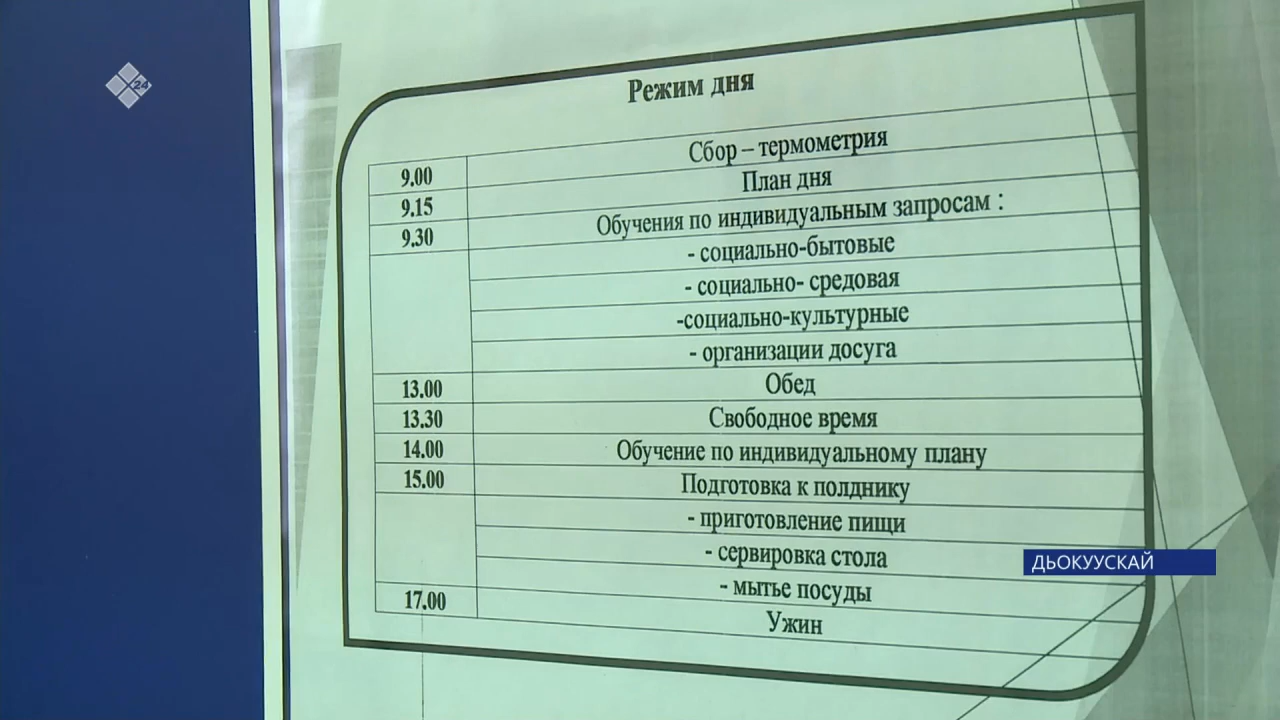 24
Режим дня
9.00 Сбор – термометрия
9.15 План дня
9.30 Обучения по индивидуальным запросам :
- социально-бытовые
- социально- средовая
-социально-культурные
- организации досуга
13.00 Обед
13.30 Свободное время
14.00 Обучение по индивидуальному плану
15.00 Подготовка к полднику
- приготовление пищи
- сервировка стола
- мытье посуды
17.00 Ужин
ДЬОКУУСКАЙ